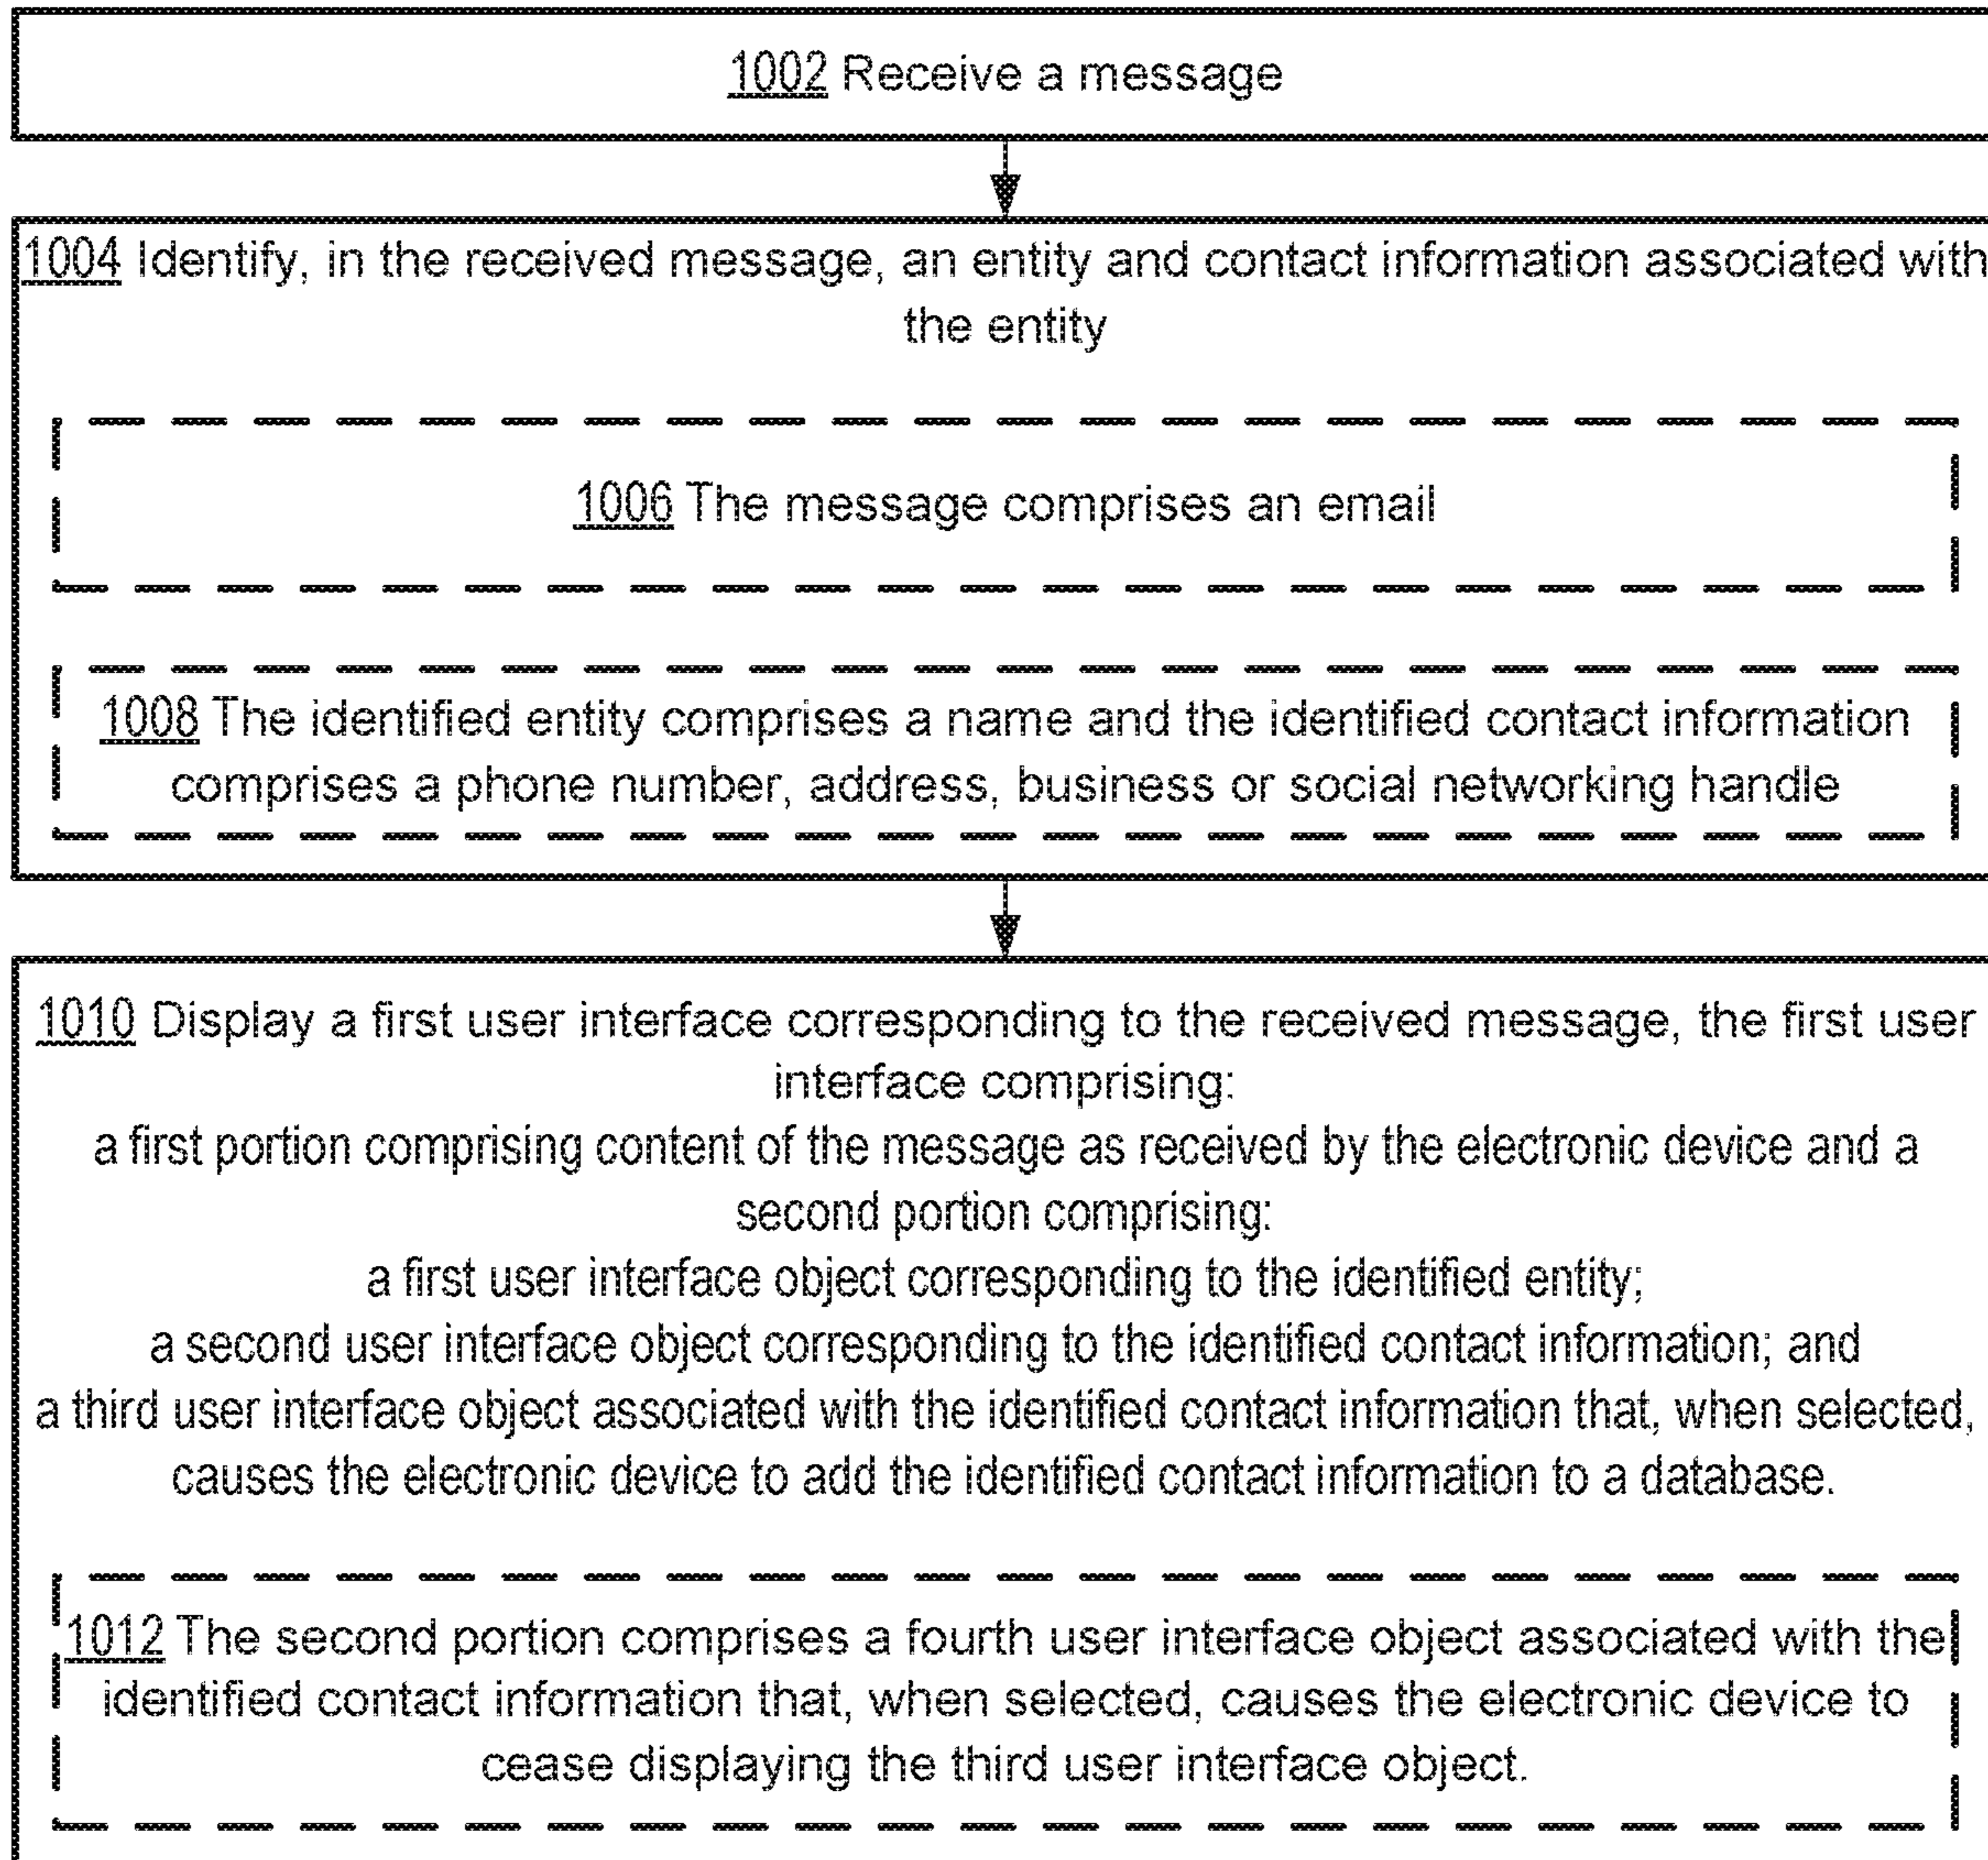 1002 Receive a message
1004 Identify, in the received message, an entity and contact information associated with
the entity
1006 The message comprises an email
1008 The identified entity comprises a name and the identified contact information
comprises a phone number, address, business or social networking handle
1010 Display a first user interface corresponding to the received message, the first user
interface comprising:
a first portion comprising content of the message as received by the electronic device and a
second portion comprising:
a first user interface object corresponding to the identified entity;
a second user interface object corresponding to the identified contact information; and
a third user interface object associated with the identified contact information that, when selected,
causes the electronic device to add the identified contact information to a database.
1012 The second portion comprises a fourth user interface object associated with the
identified contact information that, when selected, causes the electronic device to
cease displaying the third user interface object.